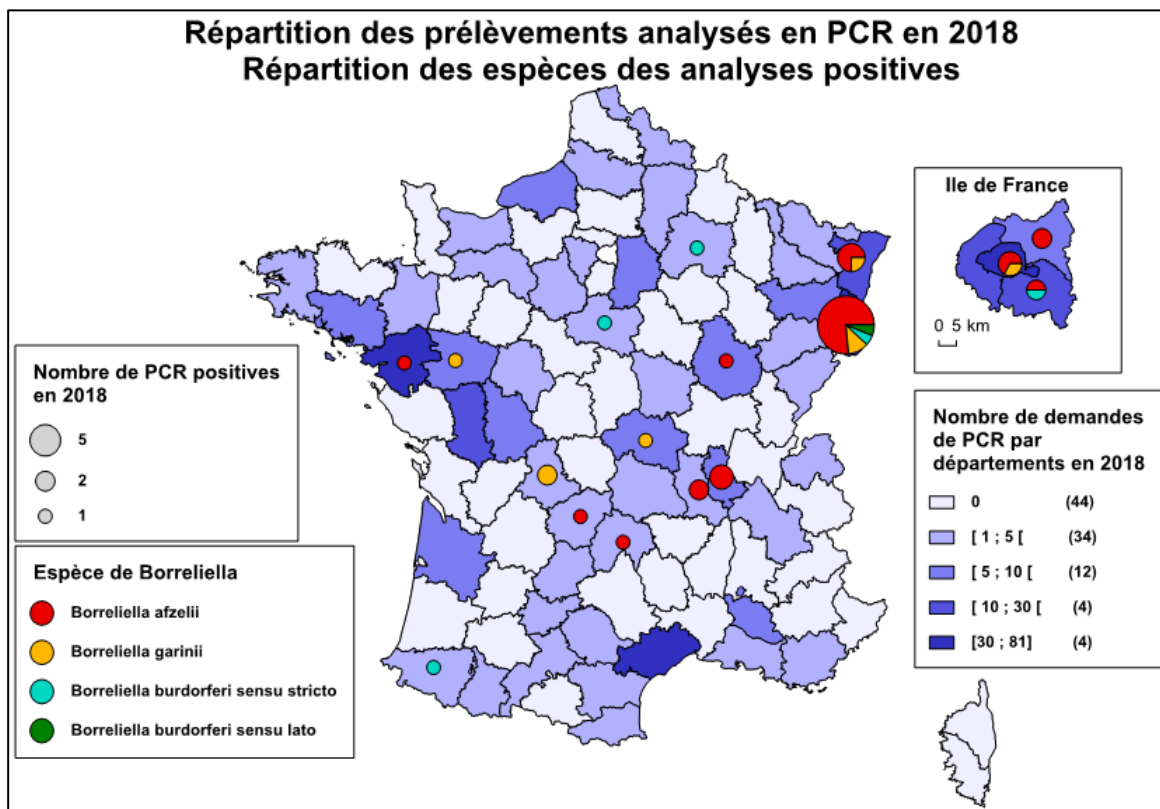 Répartition des prélèvements analysés en PCR en 2018
Répartition des espèces des analyses positives
Ile de France
0 5 km
Nombre de PCR positives
en 2018
5
2
1
Espèce de Borreliella
Borreliella afzelii
Borreliella garinii
Borreliella burdorferi sensu stricto
Borreliella burdorferi sensu lato
Nombre de demandes
de PCR par
départements en 2018
0 (44)
[ 1 ; 5 [ (34)
[ 5 ; 10 [ (12)
[ 10 ; 30 [ (4)
[30 ; 81] (4)